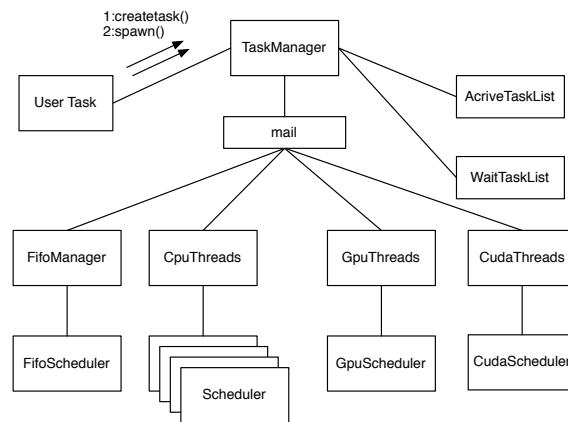 1:createtask()
2:spawn()
TaskManager
User Task
AcriveTaskList
mail
WaitTaskList
FifoManager
CpuThreads
GpuThreads
CudaThreads
FifoScheduler
GpuScheduler
CudaScheduler
Scheduler